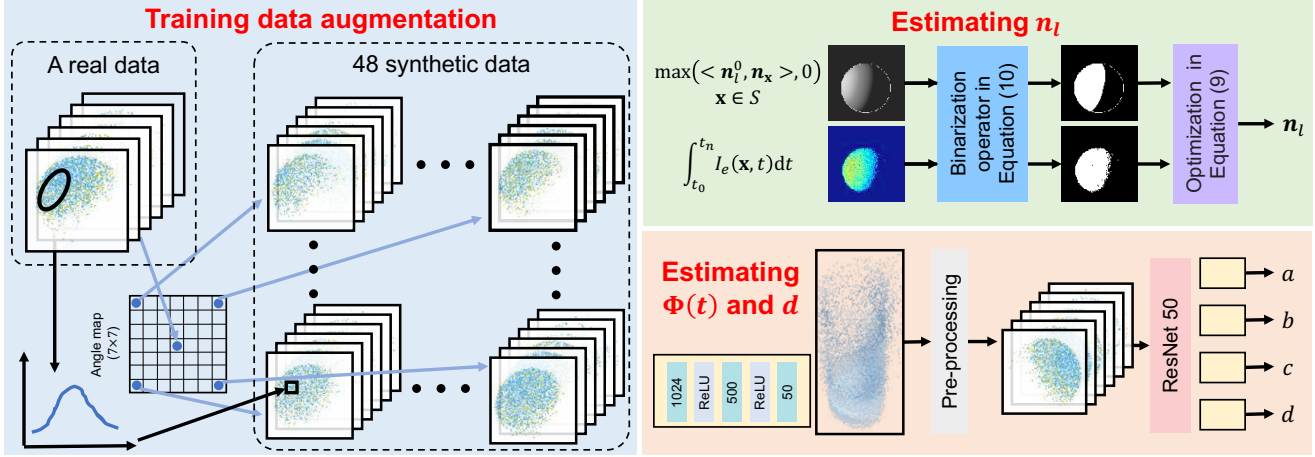 Training data augmentation
A real data
48 synthetic data
Angle map
(7×7)
Estimating n_l
max(< n_l^0, n_x >, 0)
x ∈ S
∫_{t_0}^{t_n} I_e(x, t)dt
Binarization
operator in
Equation (10)
Optimization in
Equation (9)
n_l
Estimating
Φ(t) and d
1024
ReLU
500
ReLU
50
Pre-processing
ResNet 50
a
b
c
d